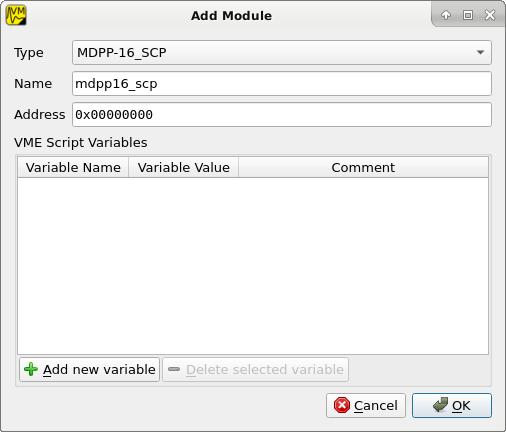 VM
Add Module
Type MDPP-16_SCP
Name mdpp16_scp
Address 0x00000000
VME Script Variables
Variable Name Variable Value Comment
Add new variable Delete selected variable
Cancel OK